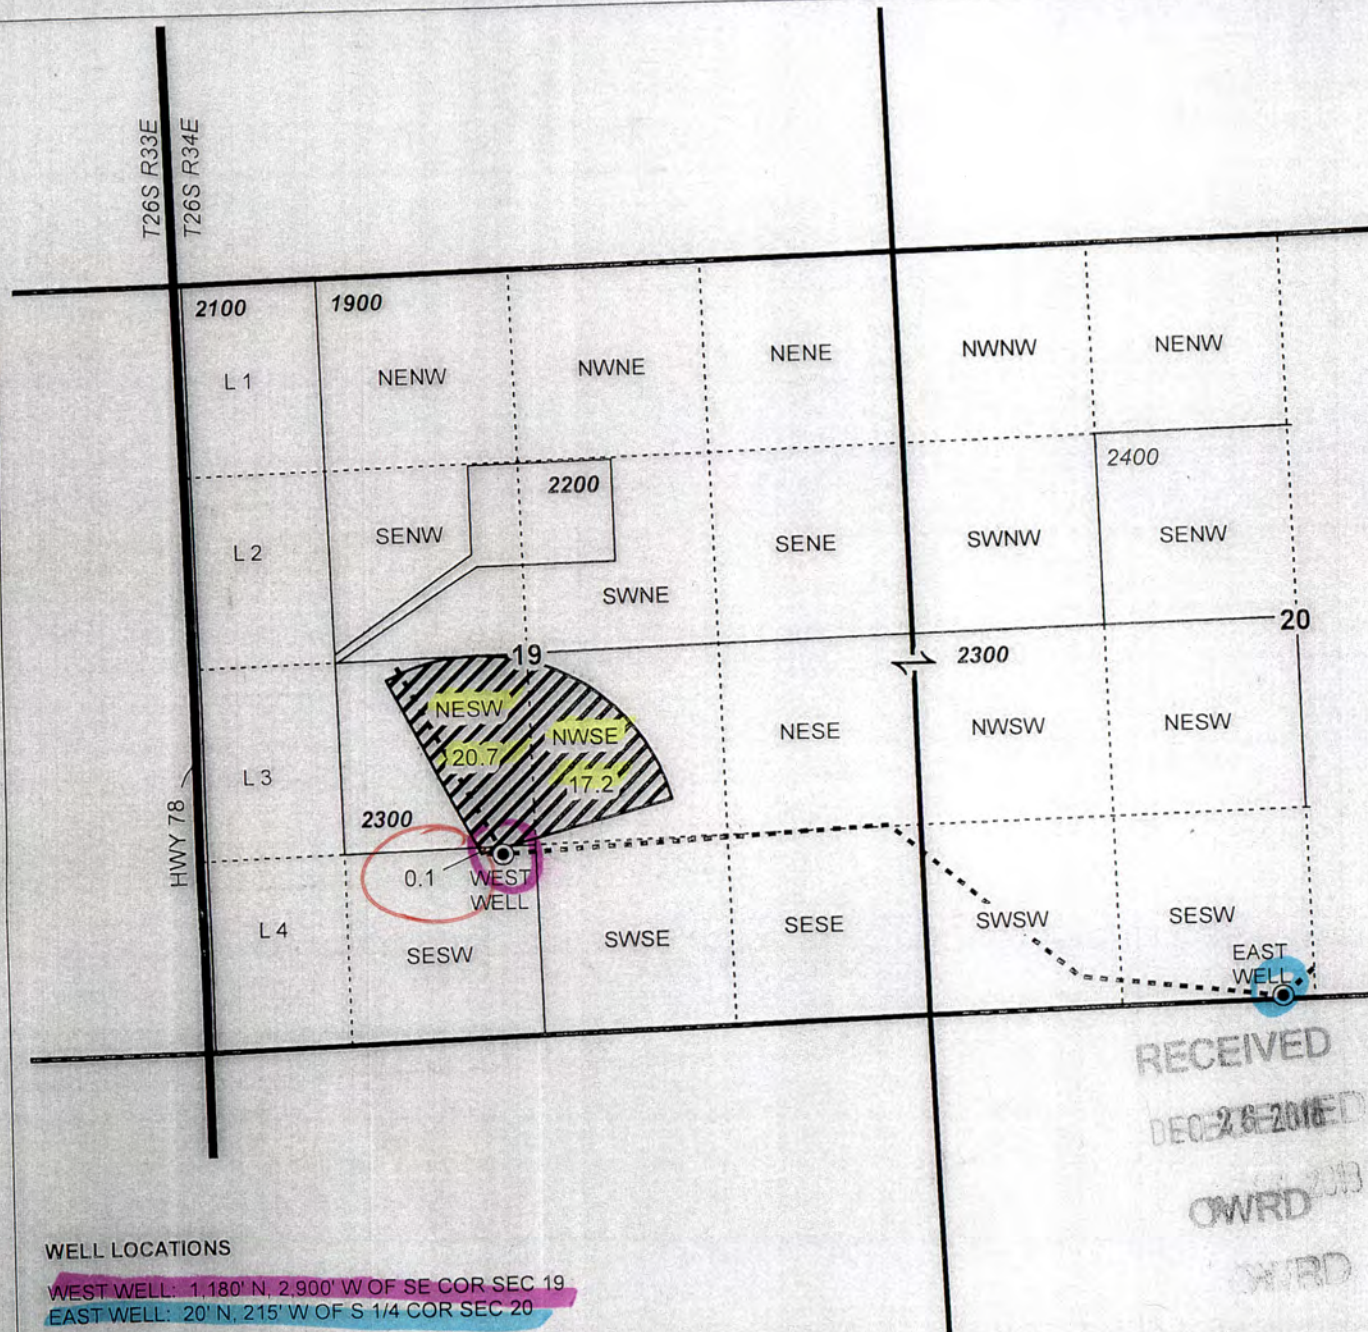 T26S R33E
T26S R34E
2100
1900
L 1
NENW
NWNE
NENE
NWNW
NENW
2200
2400
L 2
SENW
SWNE
SENE
SWNW
SENW
19
20
2300
NESW
NWSE
NESE
NWSW
NESW
20.7
17.2
L 3
HWY 78
2300
0.1
WEST
WELL
L 4
SESW
SWSE
SESE
SWSW
SESW
EAST
WELL
RECEIVED
DEC 26 2018
OWRD
WELL LOCATIONS
WEST WELL: 1,180' N, 2,900' W OF SE COR SEC 19
EAST WELL: 20' N, 215' W OF S 1/4 COR SEC 20